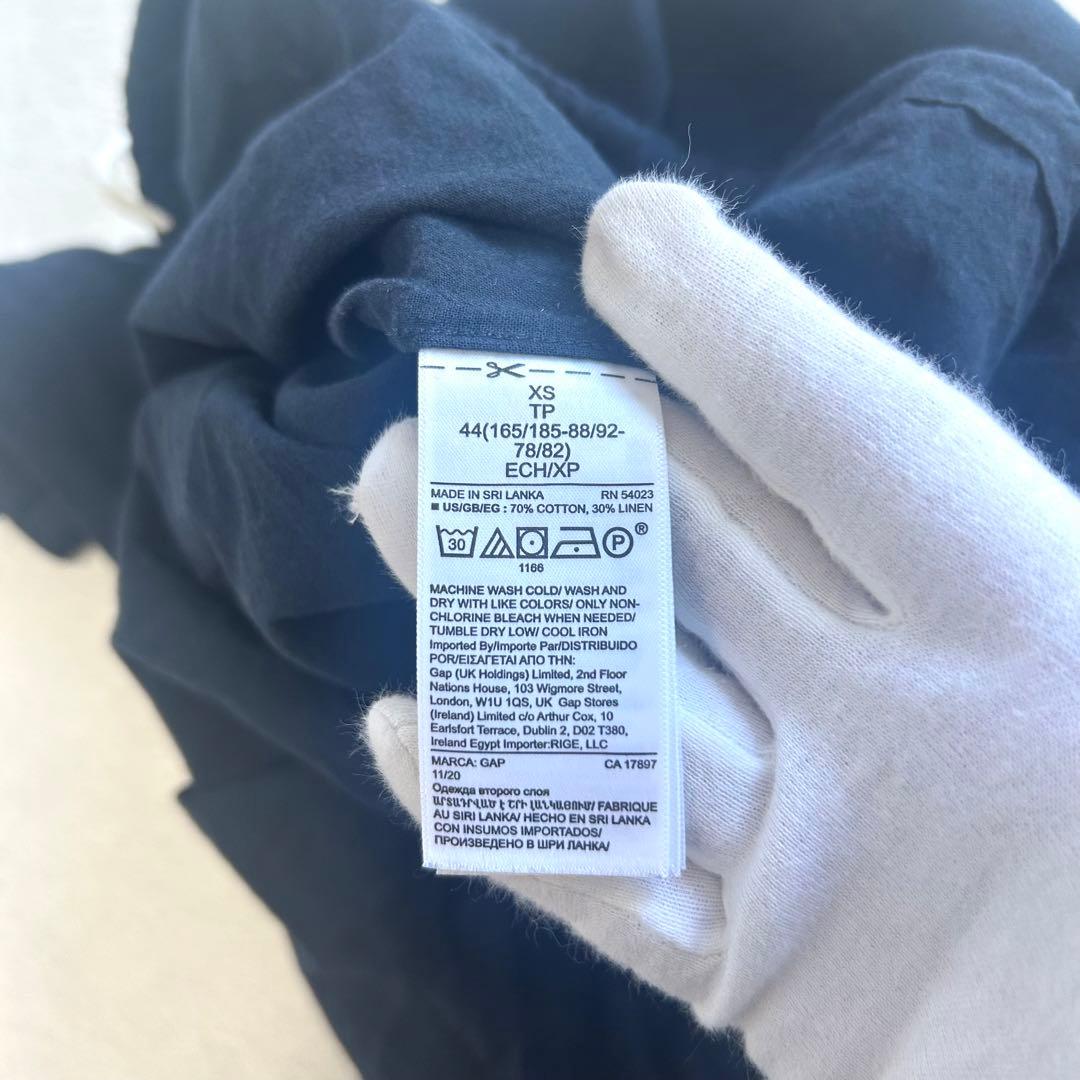 XS
TP
44(165/185-88/92-
78/82)
ECH/XP
MADE IN SRI LANKA RN 54023
■ US/GB/EG : 70% COTTON, 30% LINEN
30 P®
1166
MACHINE WASH COLD/ WASH AND
DRY WITH LIKE COLORS/ ONLY NON-
CHLORINE BLEACH WHEN NEEDED/
TUMBLE DRY LOW/ COOL IRON
Imported By/Importe Par/DISTRIBUIDO
POR/ΕΙΣΑΓΕΤΑΙ ΑΠΟ ΤΗΝ:
Gap (UK Holdings) Limited, 2nd Floor
Nations House, 103 Wigmore Street,
London, W1U 1QS, UK Gap Stores
(Ireland) Limited c/o Arthur Cox, 10
Earlsfort Terrace, Dublin 2, D02 T380,
Ireland Egypt Importer:RIGE, LLC
MARCA: GAP CA 17897
11/20
Одежда второго слоя
ԱՐՏԱԴՐՎԱԾ Է ՇՐԻ ԼԱՆԿԱՅՈՒՄ/ FABRIQUE
AU SIRI LANKA/ HECHO EN SRI LANKA
CON INSUMOS IMPORTADOS/
ПРОИЗВЕДЕНО В ШРИ ЛАНКА/